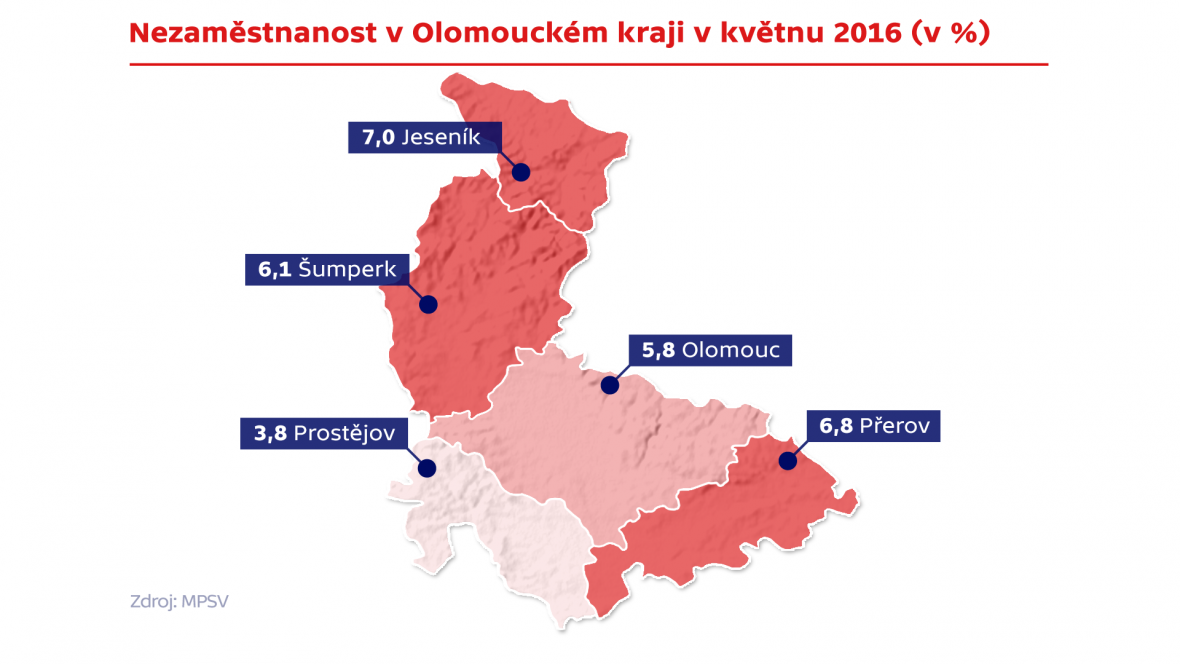 Nezaměstnanost v Olomouckém kraji v květnu 2016 (v %)
7,0 Jeseník
6,1 Šumperk
5,8 Olomouc
3,8 Prostějov
6,8 Přerov
Zdroj: MPSV